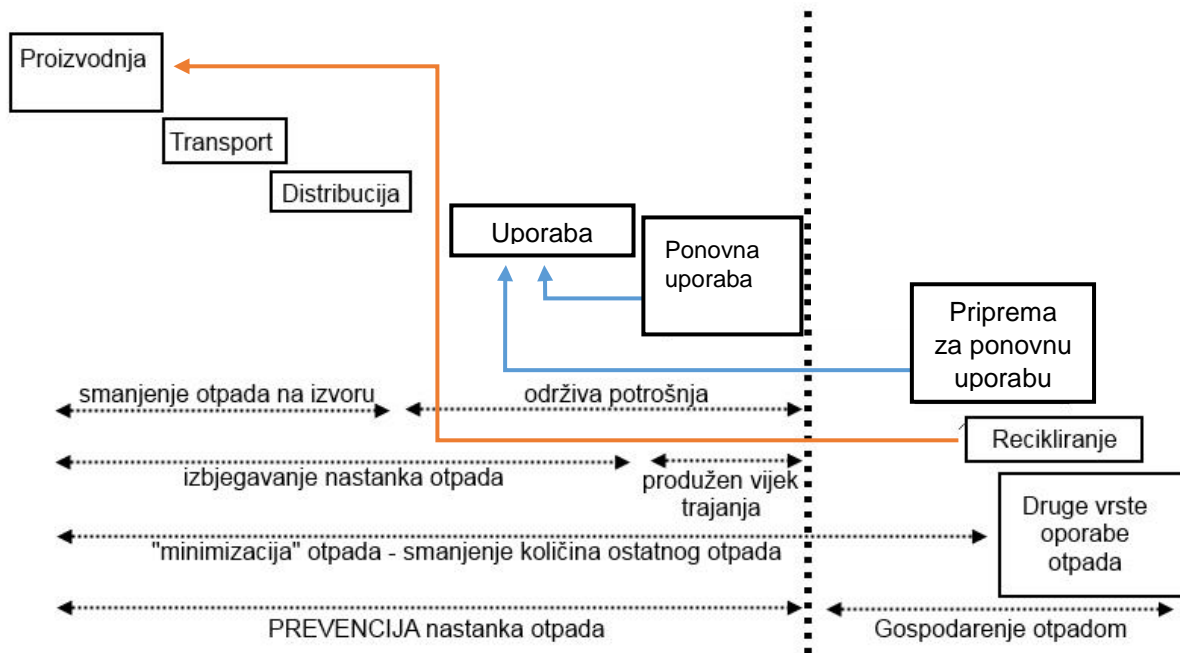 Proizvodnja
Transport
Distribucija
Uporaba
Ponovna
uporaba
Priprema
za ponovnu
uporabu
smanjenje otpada na izvoru
održiva potrošnja
Recikliranje
izbjegavanje nastanka otpada
produžen vijek
trajanja
Druge vrste
oporabe
otpada
"minimizacija" otpada - smanjenje količina ostatnog otpada
PREVENCIJA nastanka otpada
Gospodarenje otpadom